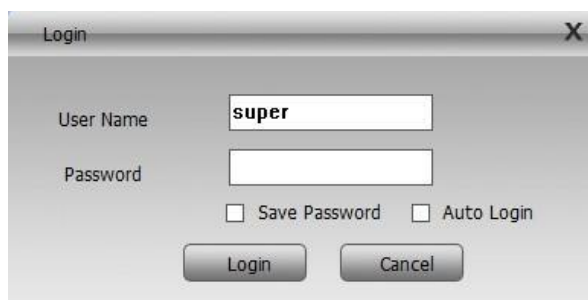 Login X
User Name super
Password
Save Password Auto Login
Login Cancel